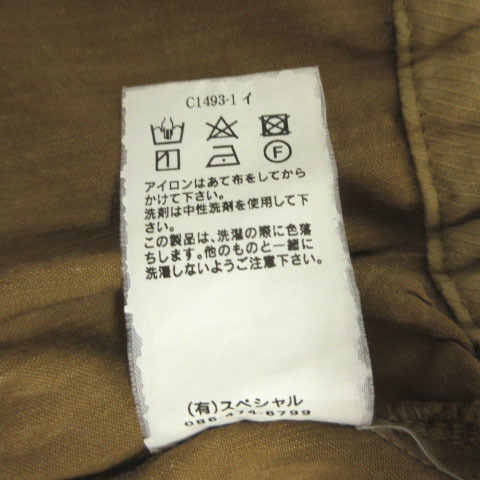 C1493-1 イ
F
アイロンはあて布をしてから
かけて下さい。
洗剤は中性洗剤を使用して下
さい。
この製品は、洗濯の際に色落
ちします。他のものと一緒に
洗濯しないようご注意下さい。
(有)スペシャル
086-474-6799